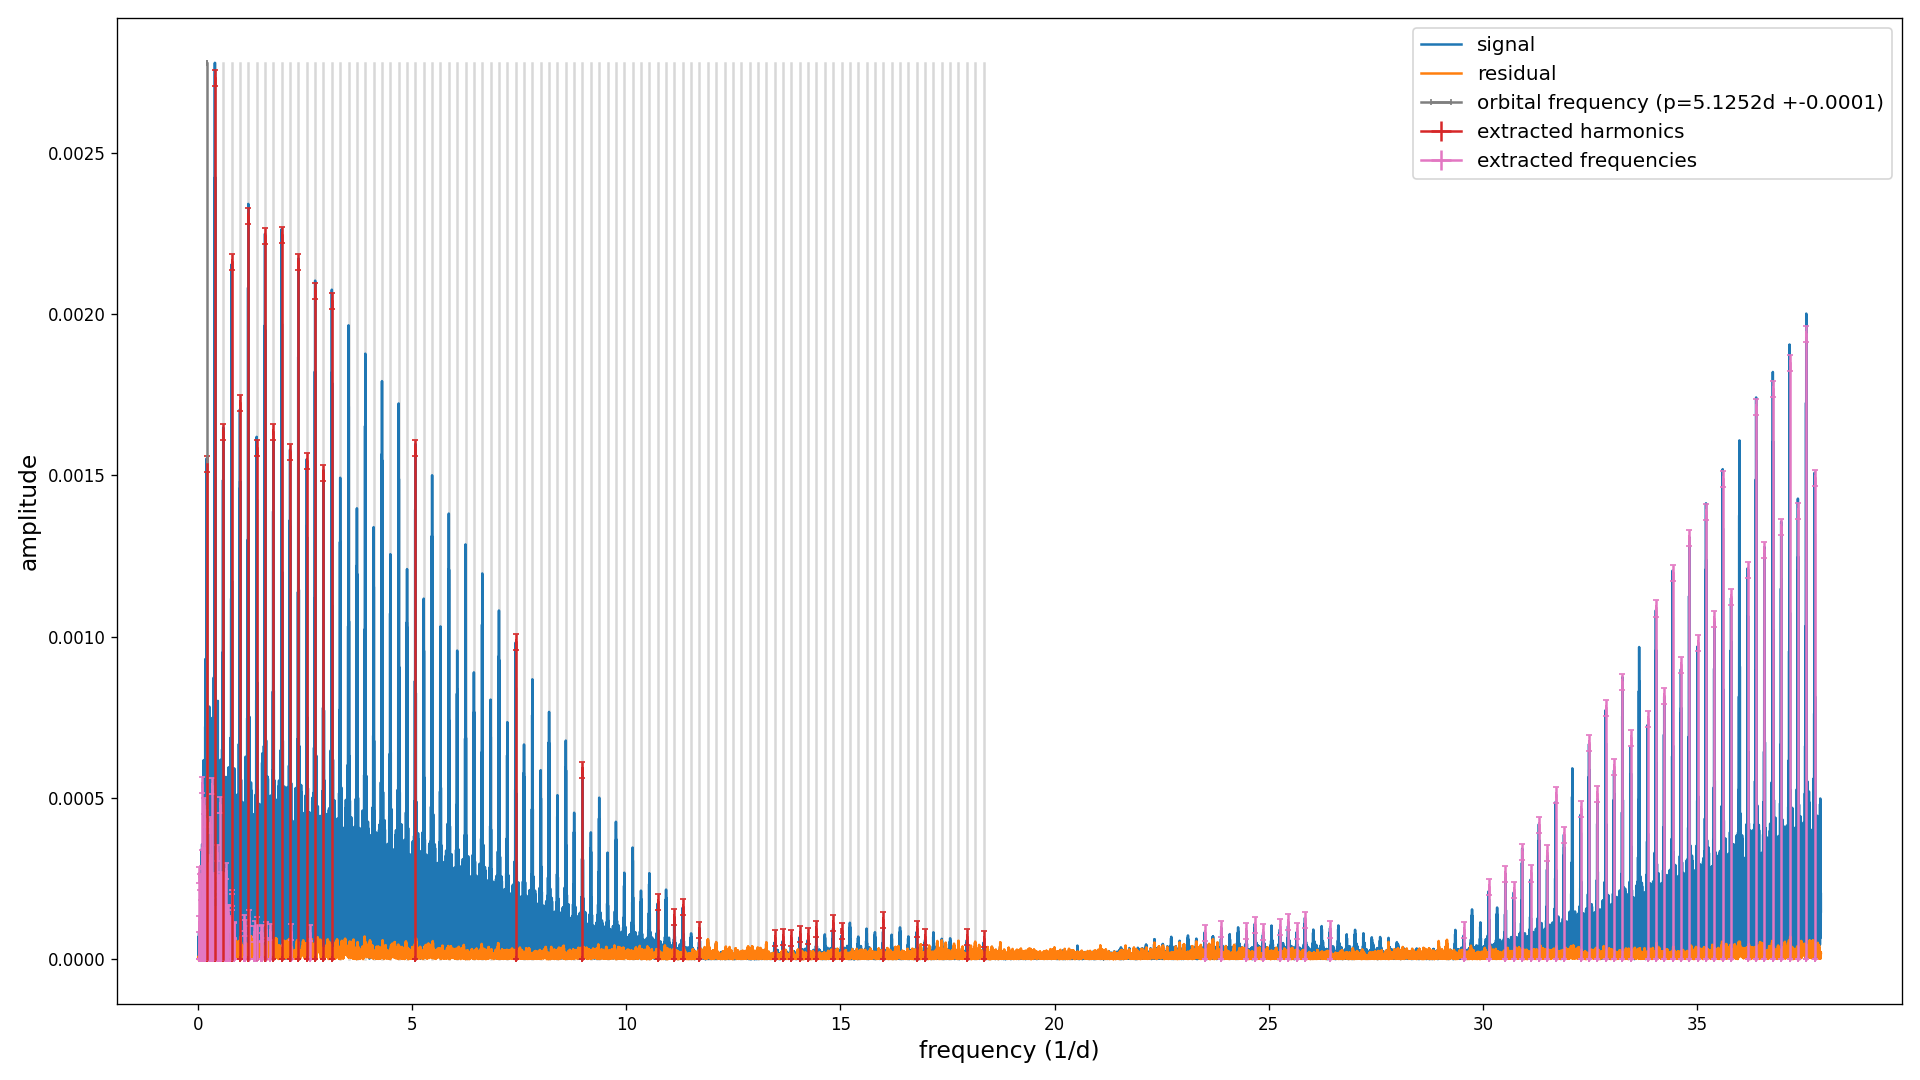 signal
residual
orbital frequency (p=5.1252d +-0.0001)
extracted harmonics
extracted frequencies
amplitude
0.0025
0.0020
0.0015
0.0010
0.0005
0.0000
0 5 10 15 20 25 30 35
frequency (1/d)